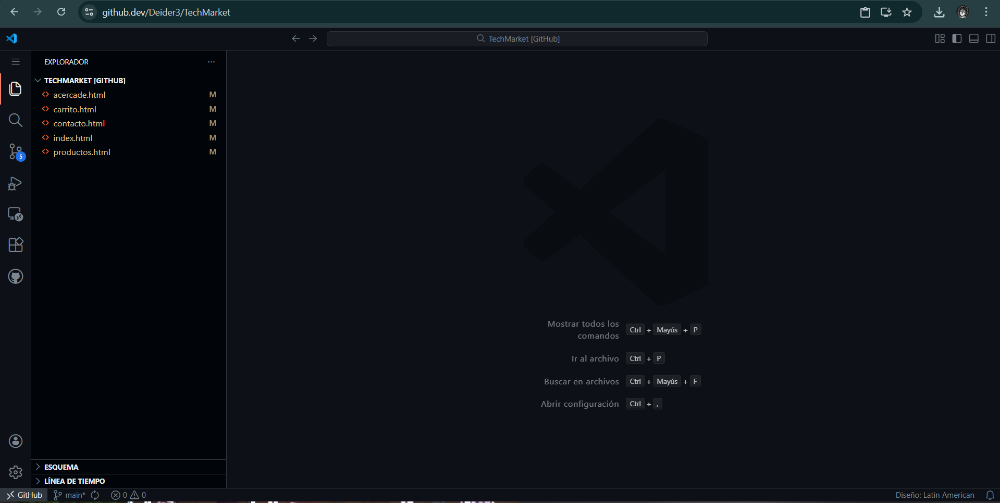 github.dev/Deider3/TechMarket
TechMarket [GitHub]
EXPLORADOR
TECHMARKET [GITHUB]
acercade.html M
carrito.html M
contacto.html M
index.html M
productos.html M
5
Mostrar todos los comandos Ctrl + Mayús + P
Ir al archivo Ctrl + P
Buscar en archivos Ctrl + Mayús + F
Abrir configuración Ctrl + ,
ESQUEMA
LÍNEA DE TIEMPO
GitHub main* 0 0 Diseño: Latin American